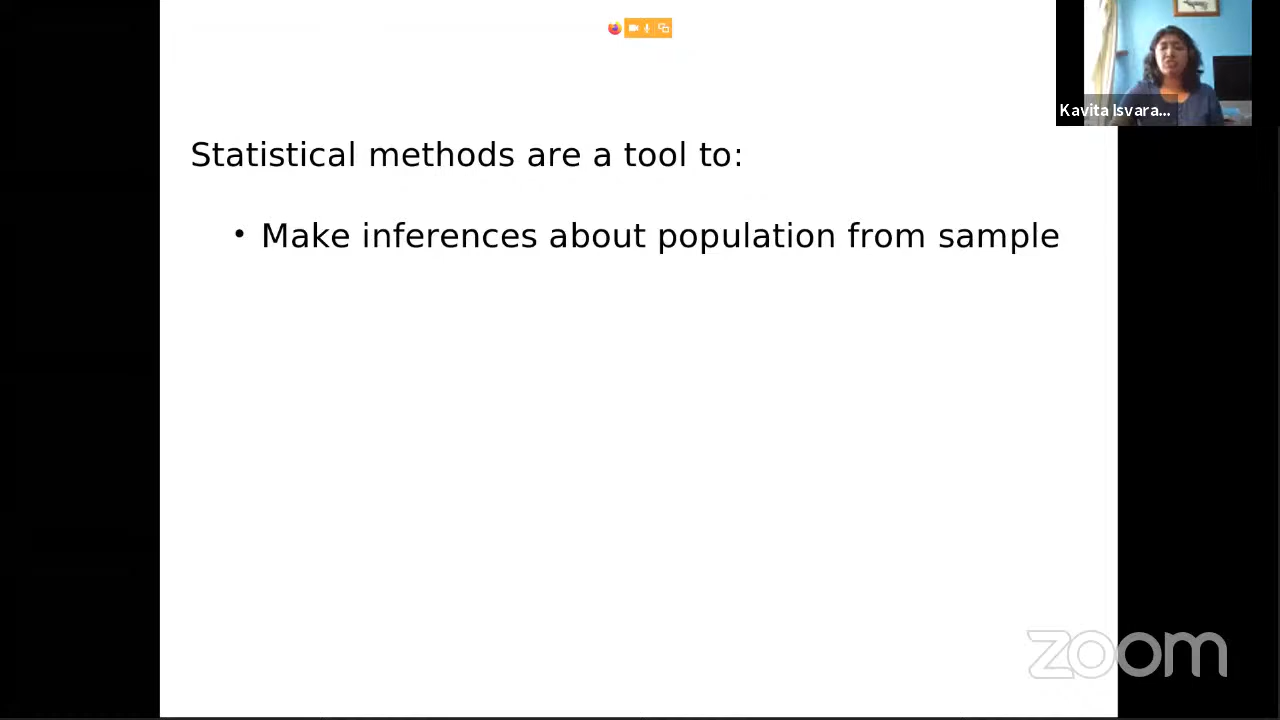 Kavita Isvara...
Statistical methods are a tool to:
• Make inferences about population from sample
zoom